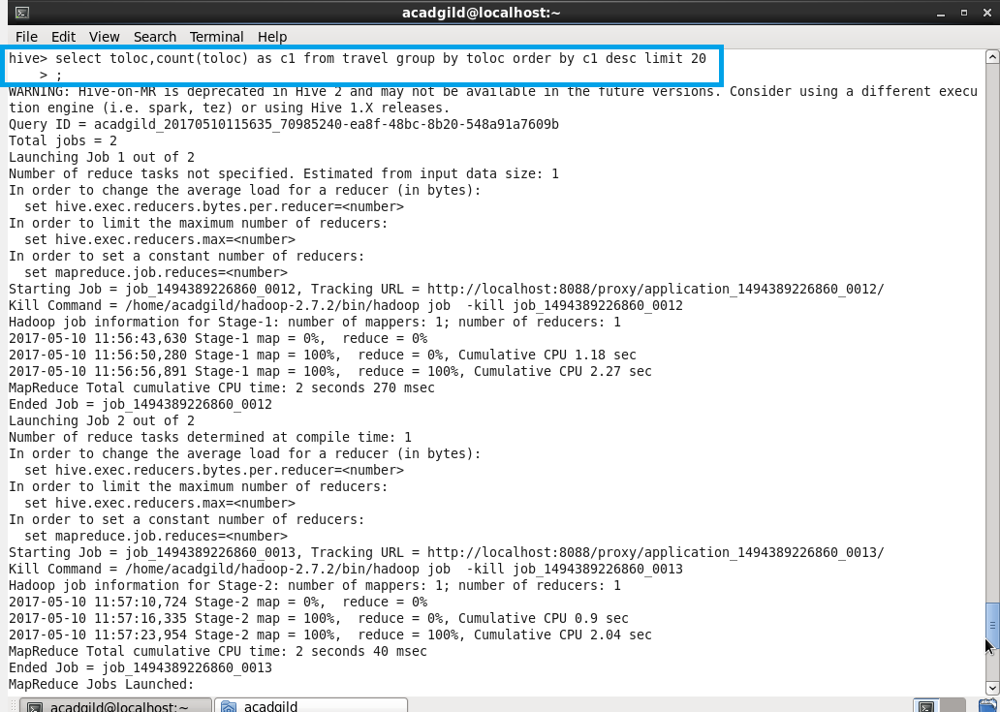 acadgild@localhost:~
File Edit View Search Terminal Help
hive> select toloc,count(toloc) as c1 from travel group by toloc order by c1 desc limit 20
    > ;
WARNING: Hive-on-MR is deprecated in Hive 2 and may not be available in the future versions. Consider using a different execu
tion engine (i.e. spark, tez) or using Hive 1.X releases.
Query ID = acadgild_20170510115635_70985240-ea8f-48bc-8b20-548a91a7609b
Total jobs = 2
Launching Job 1 out of 2
Number of reduce tasks not specified. Estimated from input data size: 1
In order to change the average load for a reducer (in bytes):
  set hive.exec.reducers.bytes.per.reducer=<number>
In order to limit the maximum number of reducers:
  set hive.exec.reducers.max=<number>
In order to set a constant number of reducers:
  set mapreduce.job.reduces=<number>
Starting Job = job_1494389226860_0012, Tracking URL = http://localhost:8088/proxy/application_1494389226860_0012/
Kill Command = /home/acadgild/hadoop-2.7.2/bin/hadoop job  -kill job_1494389226860_0012
Hadoop job information for Stage-1: number of mappers: 1; number of reducers: 1
2017-05-10 11:56:43,630 Stage-1 map = 0%,  reduce = 0%
2017-05-10 11:56:50,280 Stage-1 map = 100%,  reduce = 0%, Cumulative CPU 1.18 sec
2017-05-10 11:56:56,891 Stage-1 map = 100%,  reduce = 100%, Cumulative CPU 2.27 sec
MapReduce Total cumulative CPU time: 2 seconds 270 msec
Ended Job = job_1494389226860_0012
Launching Job 2 out of 2
Number of reduce tasks determined at compile time: 1
In order to change the average load for a reducer (in bytes):
  set hive.exec.reducers.bytes.per.reducer=<number>
In order to limit the maximum number of reducers:
  set hive.exec.reducers.max=<number>
In order to set a constant number of reducers:
  set mapreduce.job.reduces=<number>
Starting Job = job_1494389226860_0013, Tracking URL = http://localhost:8088/proxy/application_1494389226860_0013/
Kill Command = /home/acadgild/hadoop-2.7.2/bin/hadoop job  -kill job_1494389226860_0013
Hadoop job information for Stage-2: number of mappers: 1; number of reducers: 1
2017-05-10 11:57:10,724 Stage-2 map = 0%,  reduce = 0%
2017-05-10 11:57:16,335 Stage-2 map = 100%,  reduce = 0%, Cumulative CPU 0.9 sec
2017-05-10 11:57:23,954 Stage-2 map = 100%,  reduce = 100%, Cumulative CPU 2.04 sec
MapReduce Total cumulative CPU time: 2 seconds 40 msec
Ended Job = job_1494389226860_0013
MapReduce Jobs Launched:
acadgild@localhost:~ acadgild